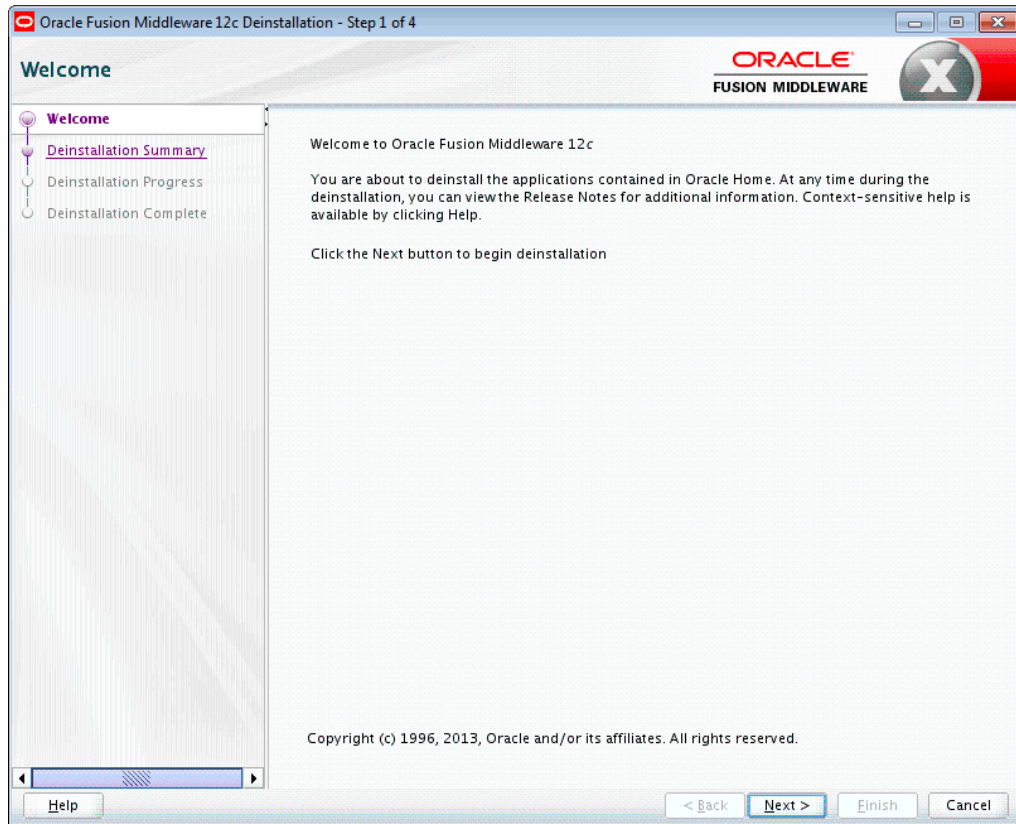 Oracle Fusion Middleware 12c Deinstallation - Step 1 of 4
Welcome
ORACLE
FUSION MIDDLEWARE
Welcome
Deinstallation Summary
Deinstallation Progress
Deinstallation Complete
Welcome to Oracle Fusion Middleware 12c
You are about to deinstall the applications contained in Oracle Home. At any time during the
deinstallation, you can view the Release Notes for additional information. Context-sensitive help is
available by clicking Help.
Click the Next button to begin deinstallation
Copyright (c) 1996, 2013, Oracle and/or its affiliates. All rights reserved.
Help
< Back
Next >
Finish
Cancel